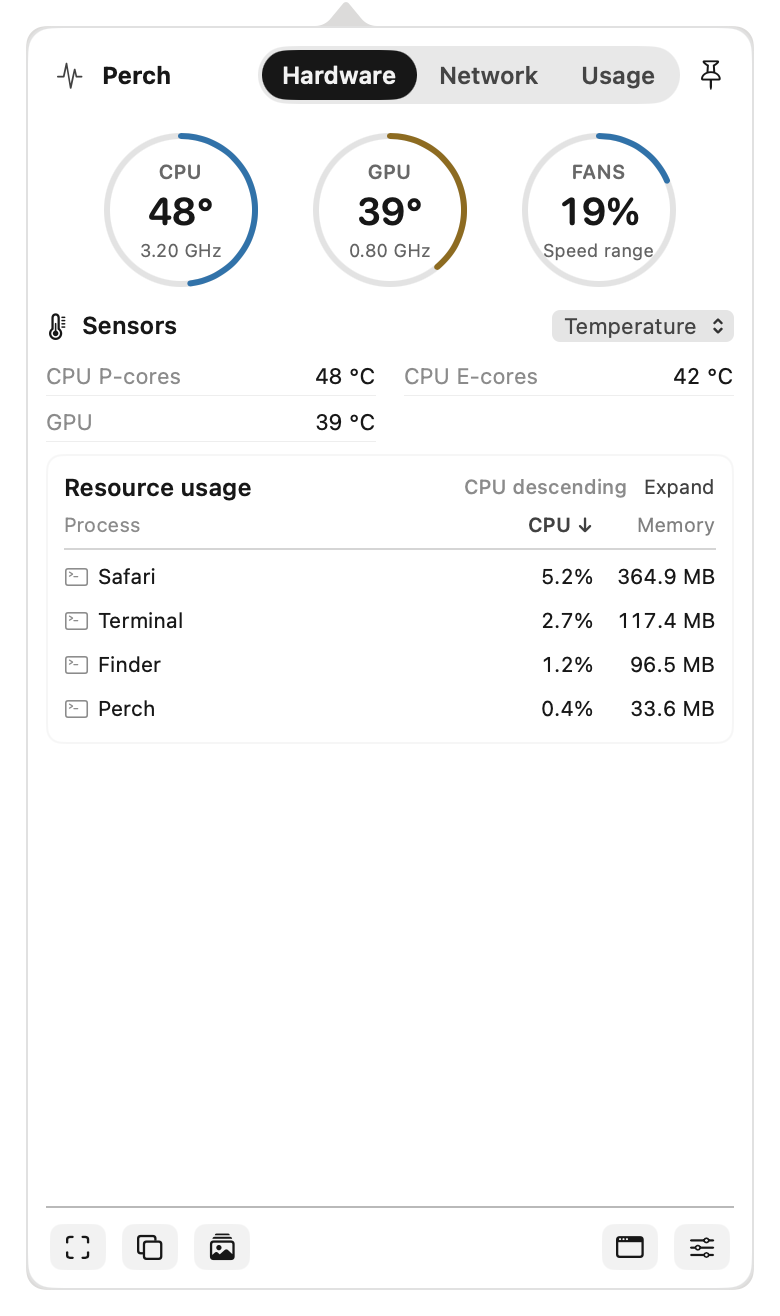 Perch Hardware Network Usage
CPU GPU FANS
48° 39° 19%
3.20 GHz 0.80 GHz Speed range
Sensors Temperature
CPU P-cores 48 °C CPU E-cores 42 °C
GPU 39 °C
Resource usage CPU descending Expand
Process CPU ↓ Memory
Safari 5.2% 364.9 MB
Terminal 2.7% 117.4 MB
Finder 1.2% 96.5 MB
Perch 0.4% 33.6 MB